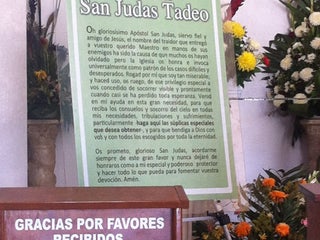 San Judas Tadeo
Oh gloriosísimo Apóstol San Judas, siervo fiel y
amigo de Jesús, el nombre del traidor que entregó
a vuestro querido Maestro en manos de sus
enemigos ha sido la causa de que muchos os hayan
olvidado pero la Iglesia os honra e invoca
universalmente como patrón de los casos difíciles y
desesperados. Rogad por mi que soy tan miserable,
y haced uso, os ruego, de ese privilegio especial a
vos concedido de socorrer visible y prontamente
cuando casi se ha perdido toda esperanza. Venid
en mi ayuda en esta gran necesidad, para que
reciba los consuelos y socorro del cielo en todas
mis necesidades, tribulaciones y sufrimientos,
particularmente haga aquí las súplicas especiales
que desea obtener, y para que bendiga a Dios con
vos y con todos los escogidos por toda la eternidad.
Os prometo, glorioso San Judas, acordarme
siempre de este gran favor y nunca dejaré de
honraros como a mi especial y poderoso protector
y hacer todo lo que pueda para fomentar vuestra
devoción. Amén.
GRACIAS POR FAVORES
RECIBIDOS